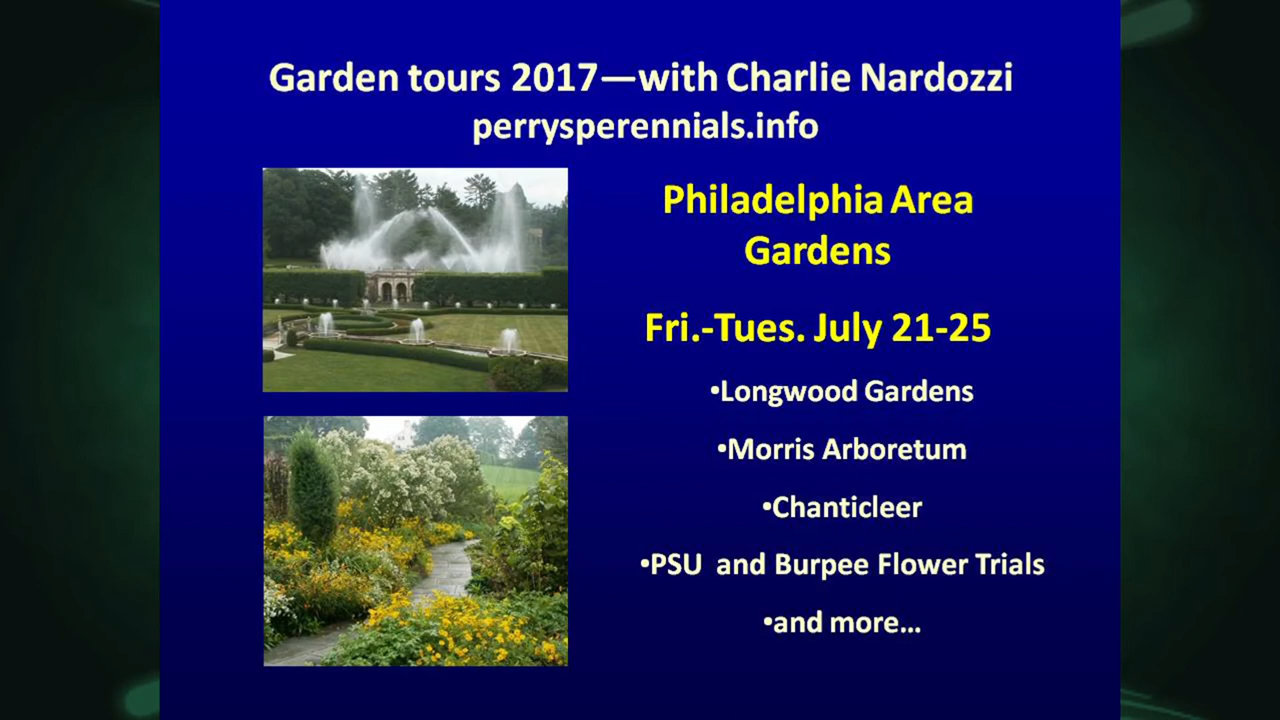 Garden tours 2017—with Charlie Nardozzi
perrysperennials.info
Philadelphia Area
Gardens
Fri.-Tues. July 21-25
•Longwood Gardens
•Morris Arboretum
•Chanticleer
•PSU and Burpee Flower Trials
•and more…